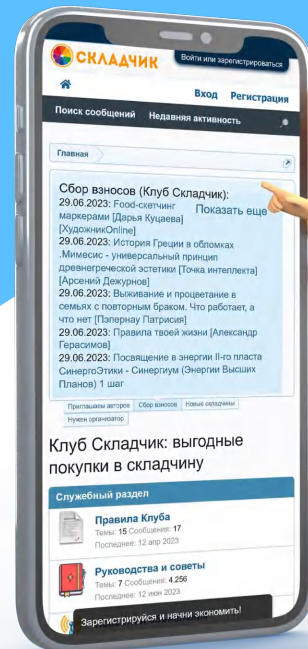 СКЛАДЧИК
Войти или зарегистрироваться
Вход Регистрация
Поиск сообщений Недавняя активность
Главная
Сбор взносов (Клуб Складчик):
29.06.2023: Food-скетчинг маркерами [Дарья Куцаева] [ХудожникOnline]
Показать еще
29.06.2023: История Греции в обломках
.Мимесис - универсальный принцип
древнегреческой эстетики [Точка интеллекта]
[Арсений Дежурнов]
29.06.2023: Выживание и процветание в
семьях с повторным браком. Что работает, а
что нет [Пэпернау Патрисия]
29.06.2023: Правила твоей жизни [Александр
Герасимов]
29.06.2023: Посвящение в энергии II-го пласта
СинергоЭтики - Синергиум (Энергии Высших
Планов) 1 шаг
Приглашаем авторов Сбор взносов Новые складчины
Нужен организатор
Клуб Складчик: выгодные
покупки в складчину
Служебный раздел
Правила Клуба
Темы: 15 Сообщения: 17
Последнее: 12 апр 2023
Руководства и советы
Темы: 7 Сообщения: 4.256
Последнее: 12 июн 2023
Зарегистрируйся и начни экономить!